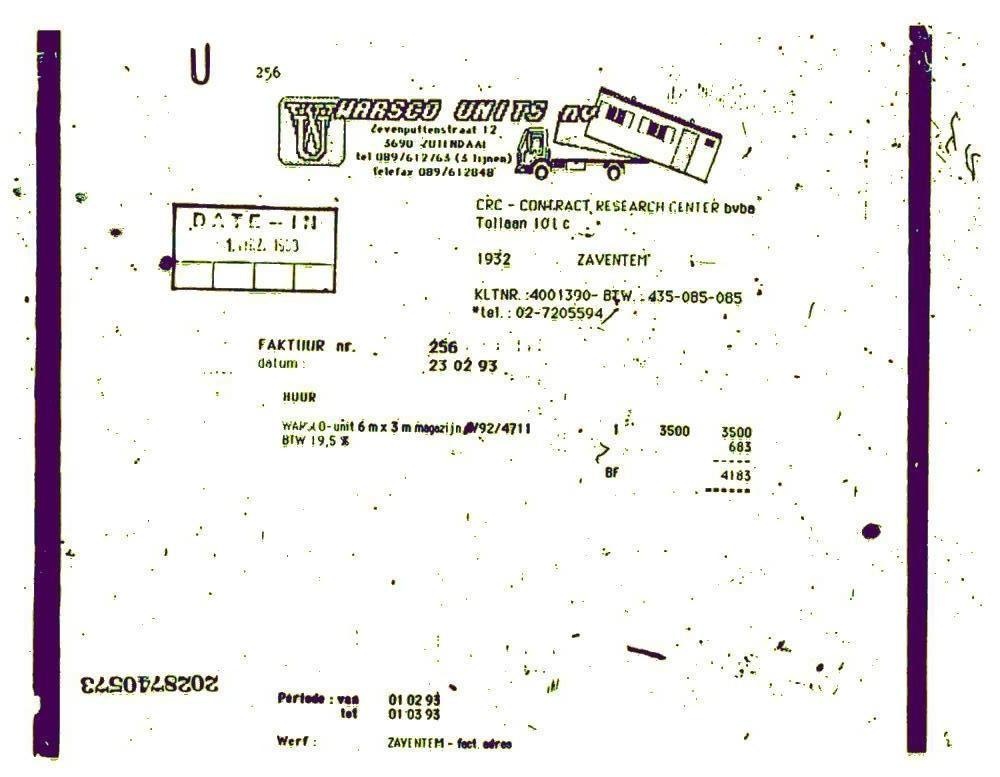 U
256
WARSCO UNITS nv
Zevenputtenstraat 12
3690 ZUTENDAAL
tel 089/612763 (3 lijnen)
Telefax 089/612848
DATE-IN
CRC - CONTRACT RESEARCH CENTER bvba
Tollaan 101 c
1932 ZAVENTEM
KLTNR. :4001390- BTW. : 435-085-085
*tel. : 02-7205594
FAKTUUR nr. 256
datum : 23 02 93
HUUR
WARSCO-unit 6 m x 3 m magazijn /92/4711 1 3500 3500
BTW 19,5 % 683
BF 4183
2028740573
Periode : van 01 02 93
tot 01 03 93
Werf : ZAVENTEM - fact. adres